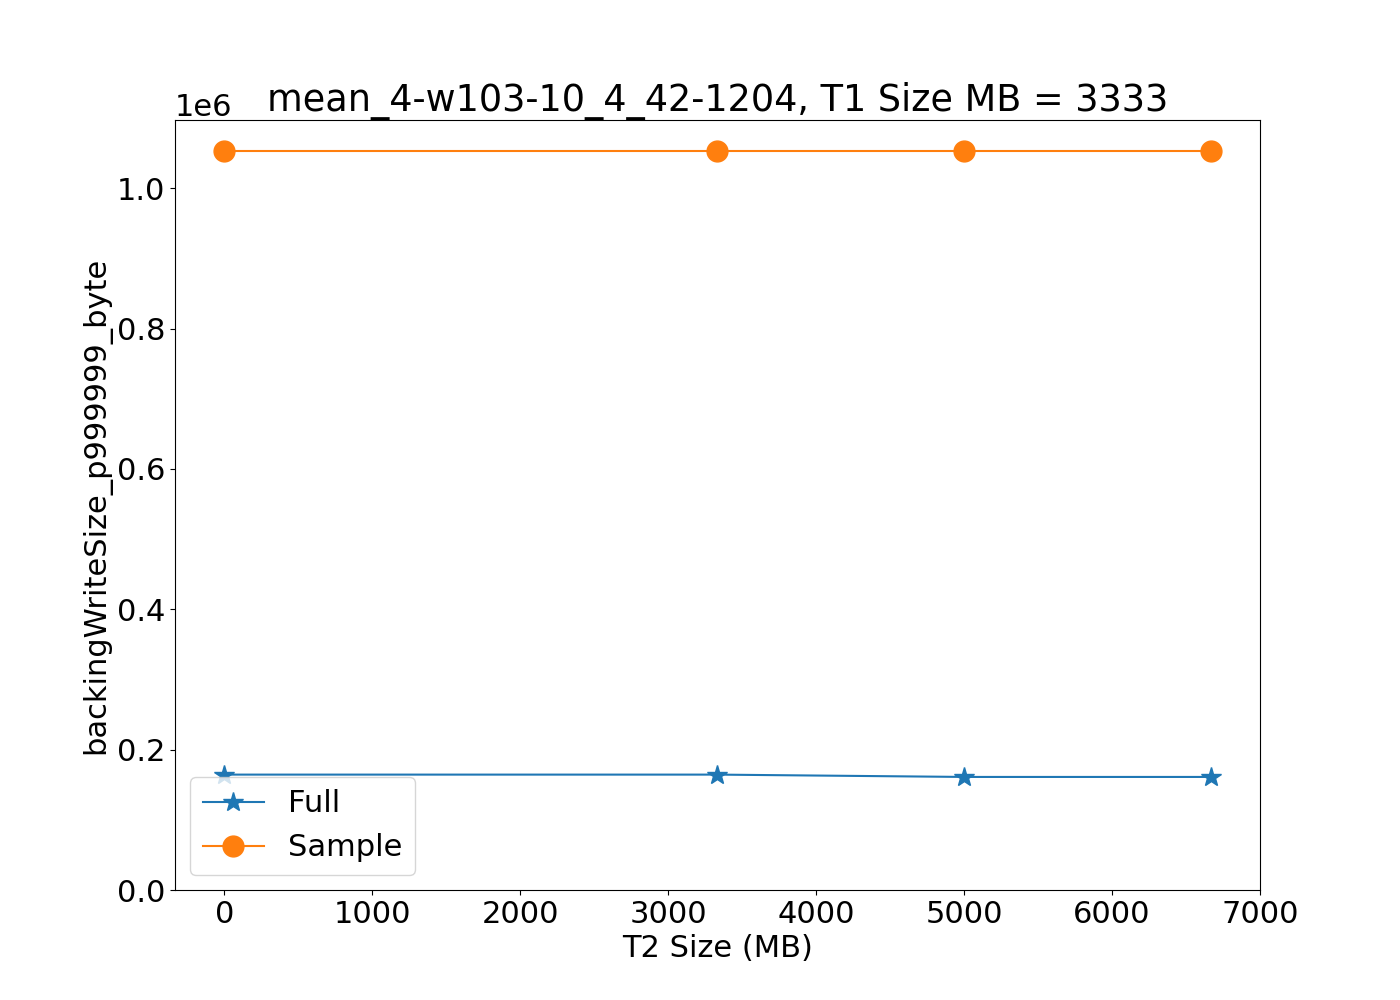 mean_4-w103-10_4_42-1204, T1 Size MB = 3333
1e6
1.0
0.8
0.6
0.4
0.2
0.0
backingWriteSize_p999999_byte
Full
Sample
0 1000 2000 3000 4000 5000 6000 7000
T2 Size (MB)